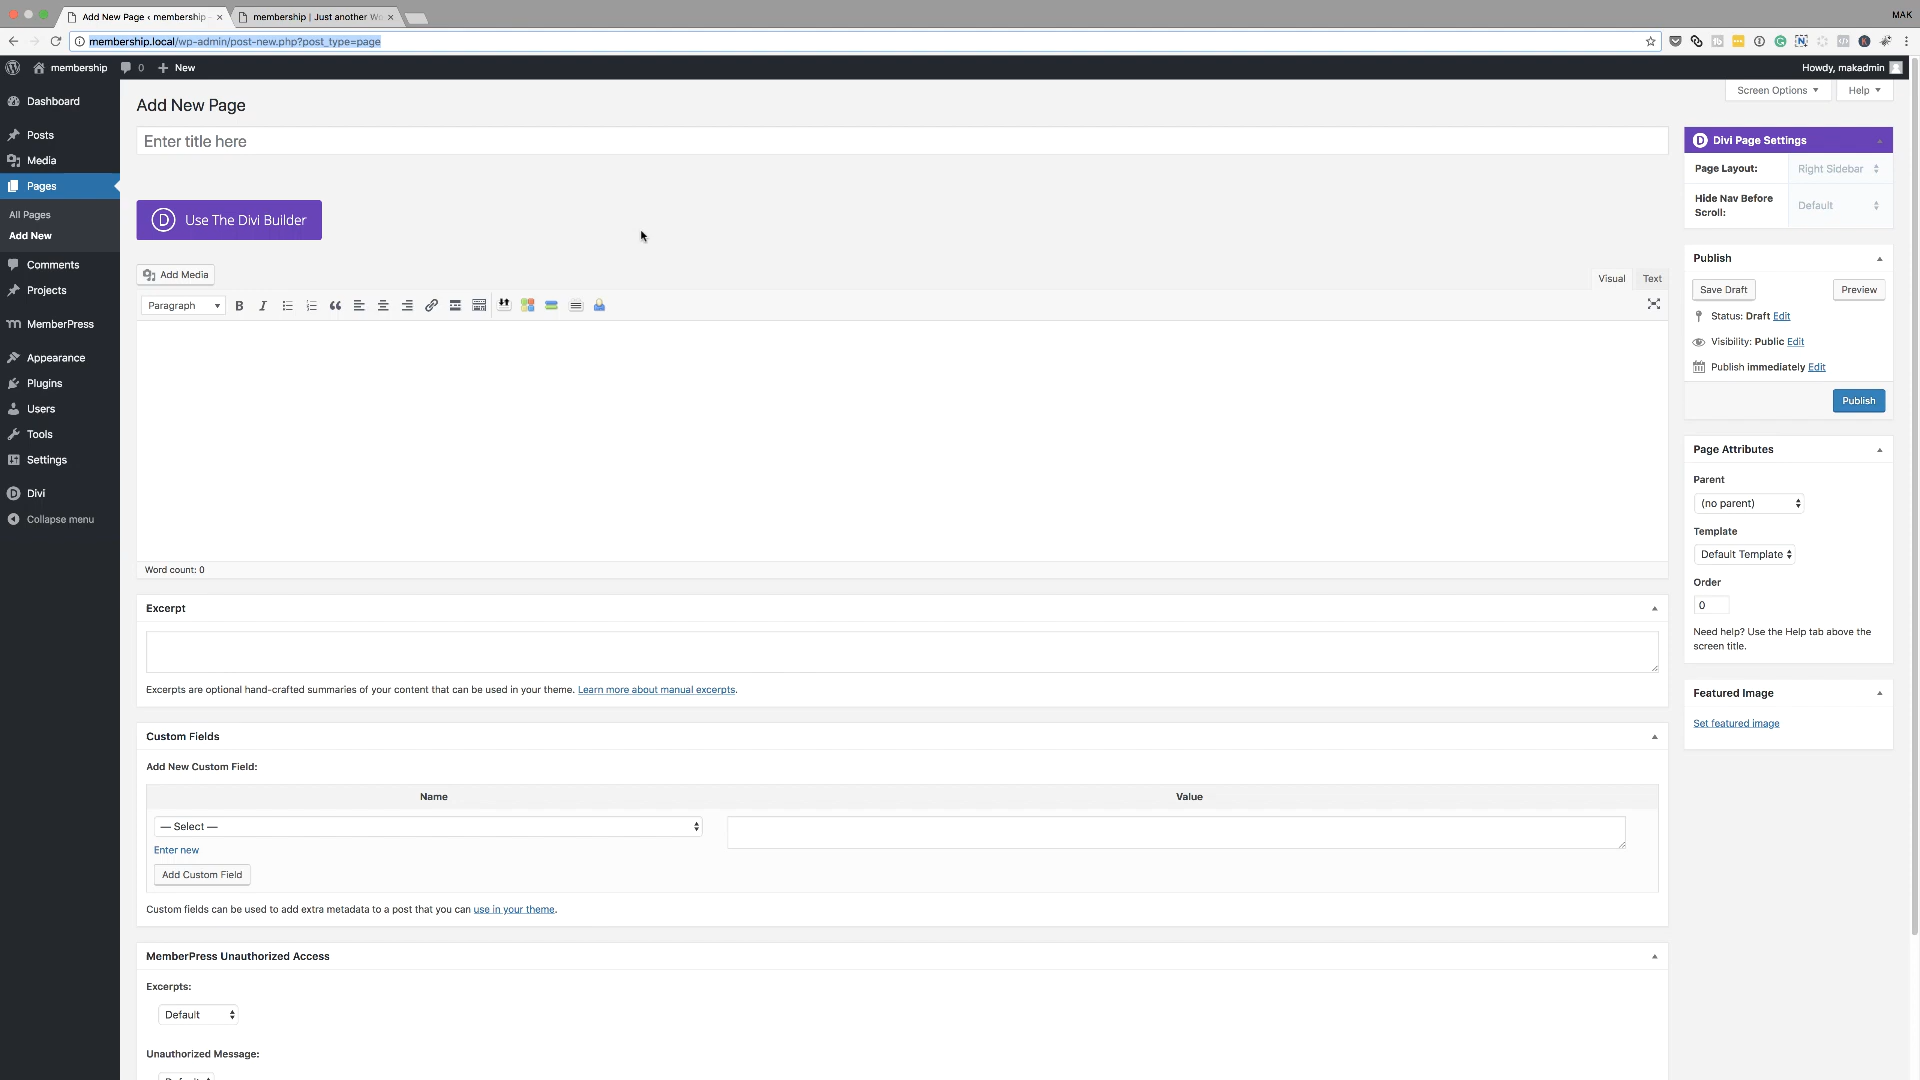 Add New Page ‹ membership
membership | Just another Wo
MAK
membership.local/wp-admin/post-new.php?post_type=page
membership
0
New
Howdy, makadmin
Dashboard
Posts
Media
Pages
All Pages
Add New
Comments
Projects
MemberPress
Appearance
Plugins
Users
Tools
Settings
Divi
Collapse menu
Screen Options
Help
Add New Page
Enter title here
Use The Divi Builder
Add Media
Visual
Text
Paragraph
Word count: 0
Excerpt
Excerpts are optional hand-crafted summaries of your content that can be used in your theme. Learn more about manual excerpts.
Custom Fields
Add New Custom Field:
Name
Value
— Select —
Enter new
Add Custom Field
Custom fields can be used to add extra metadata to a post that you can use in your theme.
MemberPress Unauthorized Access
Excerpts:
Default
Unauthorized Message:
Default
Divi Page Settings
Page Layout:
Right Sidebar
Hide Nav Before
Scroll:
Default
Publish
Save Draft
Preview
Status: Draft Edit
Visibility: Public Edit
Publish immediately Edit
Publish
Page Attributes
Parent
(no parent)
Template
Default Template
Order
0
Need help? Use the Help tab above the
screen title.
Featured Image
Set featured image